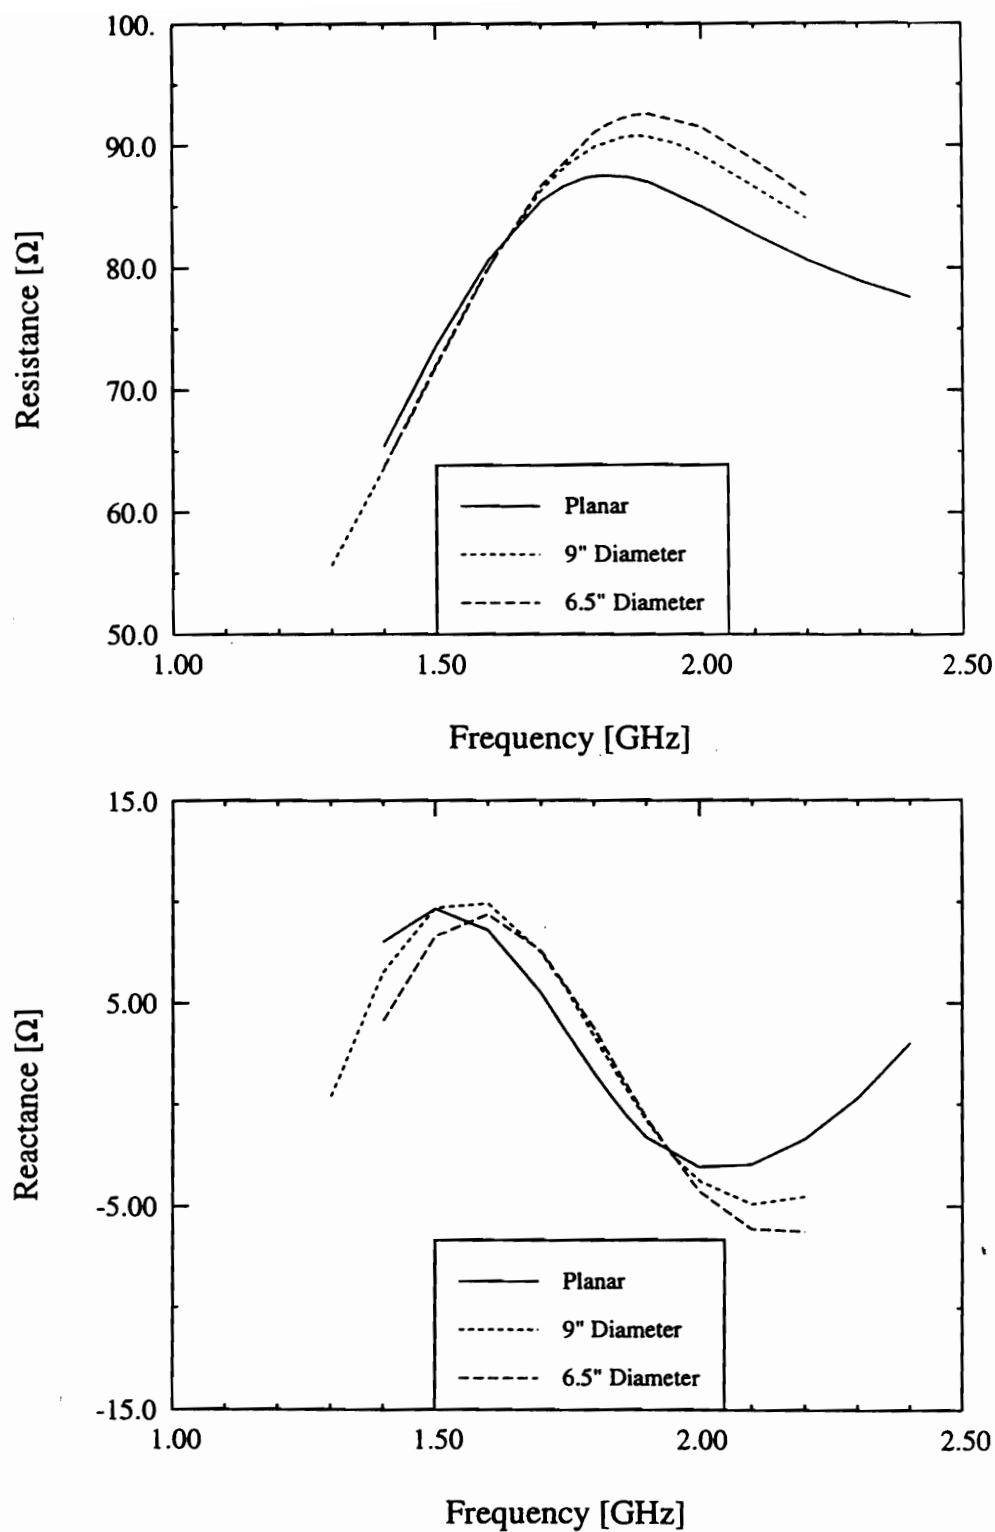 100.
90.0
80.0
70.0
60.0
50.0
Resistance [Ω]
Planar
9" Diameter
6.5" Diameter
1.00 1.50 2.00 2.50
Frequency [GHz]
15.0
5.00
-5.00
-15.0
Reactance [Ω]
Planar
9" Diameter
6.5" Diameter
1.00 1.50 2.00 2.50
Frequency [GHz]